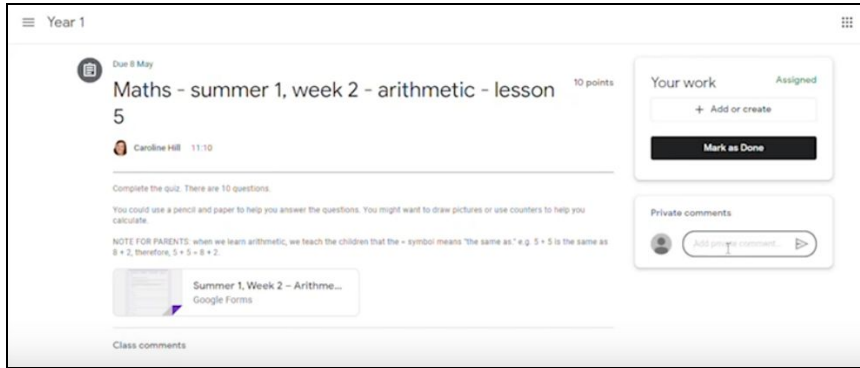 Year 1
Due 8 May
Maths - summer 1, week 2 - arithmetic - lesson
5
10 points
Caroline Hill 11:10
Complete the quiz. There are 10 questions.
You could use a pencil and paper to help you answer the questions. You might want to draw pictures or use counters to help you
calculate.
NOTE FOR PARENTS: when we learn arithmetic, we teach the children that the = symbol means "the same as." e.g. 5 + 5 is the same as
8 + 2, therefore, 5 + 5 = 8 + 2.
Summer 1, Week 2 – Arithme...
Google Forms
Class comments
Your work
Assigned
+ Add or create
Mark as Done
Private comments
Add private comment...